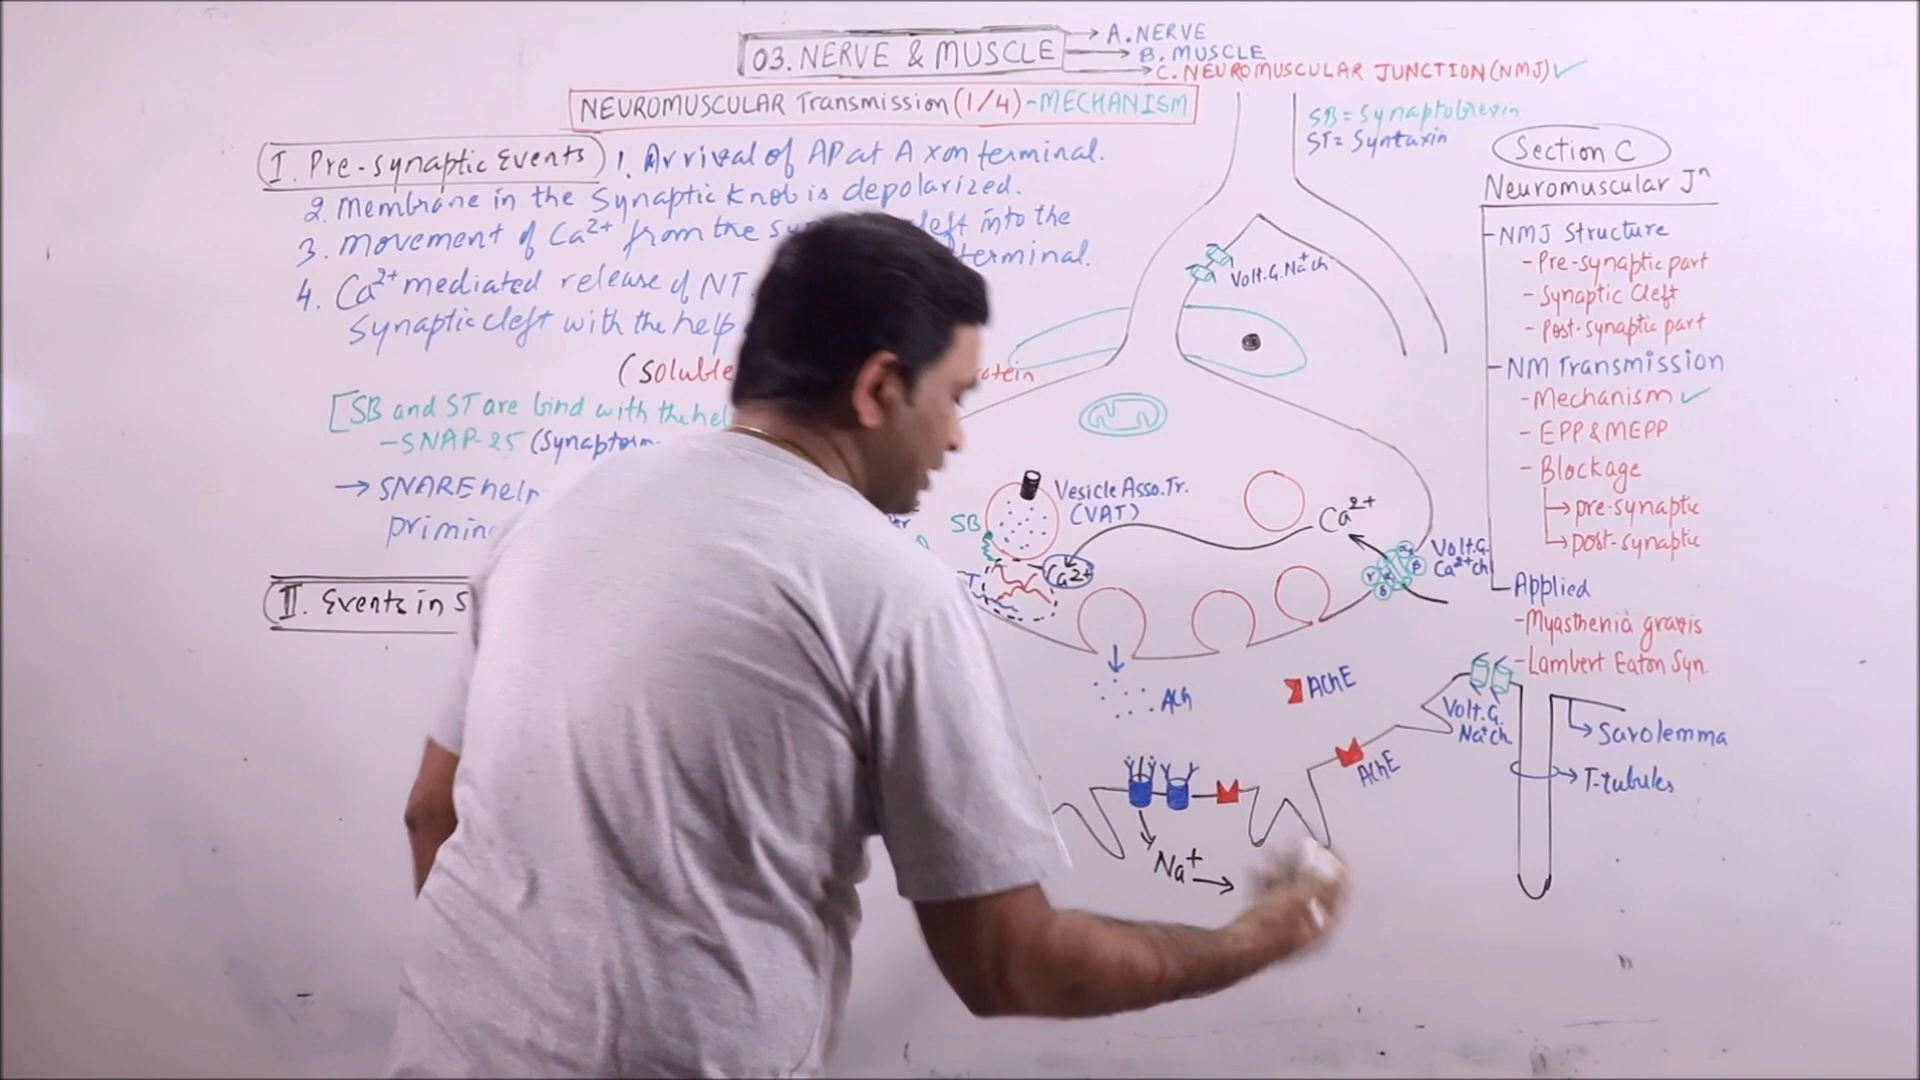 03. NERVE & MUSCLE
A. NERVE
B. MUSCLE
C. NEUROMUSCULAR JUNCTION (NMJ) ✓
NEUROMUSCULAR Transmission (1/4) - MECHANISM
I. Pre-synaptic Events
1. Arrival of AP at Axon terminal.
2. Membrane in the Synaptic Knob is depolarized.
3. Movement of Ca2+ from the Sy left into the
terminal.
4. Ca2+ mediated release of NT
Synaptic cleft with the help
(Soluble otein
[SB and ST are bind with the hel
- SNAP-25 (Synaptosm
→ SNARE help
priming
II. Events in S
SB = Synaptobrevin
ST = Syntaxin
Volt.G.Na+ch.
Vesicle Asso.Tr.
(VAT)
SB
Ca2+
Ca2+
Volt.G.
Ca2+ch
α
γ
α
β
δ
ACh
AChE
AChE
Na+
Volt.G.
Na+ch
Sarolemma
T-tubules
Section C
Neuromuscular Jn
- NMJ Structure
- Pre-synaptic part
- Synaptic Cleft
- Post-synaptic part
- NM Transmission
- Mechanism ✓
- EPP & MEPP
- Blockage
→ pre-synaptic
→ post-synaptic
- Applied
- Myasthenia gravis
- Lambert Eaton Syn.